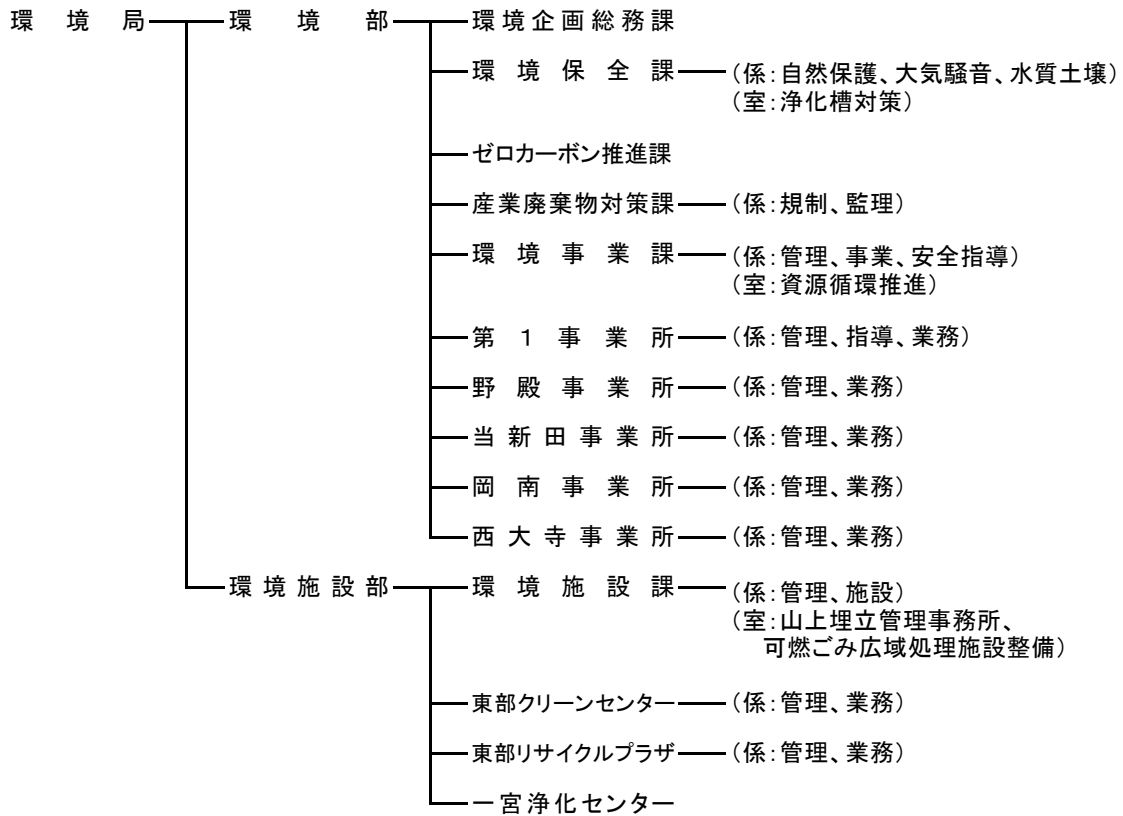 環境局 環境部 環境企画総務課
環境保全課 (係:自然保護、大気騒音、水質土壌)
(室:浄化槽対策)
ゼロカーボン推進課
産業廃棄物対策課 (係:規制、監理)
環境事業課 (係:管理、事業、安全指導)
(室:資源循環推進)
第1事業所 (係:管理、指導、業務)
野殿事業所 (係:管理、業務)
当新田事業所 (係:管理、業務)
岡南事業所 (係:管理、業務)
西大寺事業所 (係:管理、業務)
環境施設部 環境施設課 (係:管理、施設)
(室:山上埋立管理事務所、
可燃ごみ広域処理施設整備)
東部クリーンセンター (係:管理、業務)
東部リサイクルプラザ (係:管理、業務)
一宮浄化センター